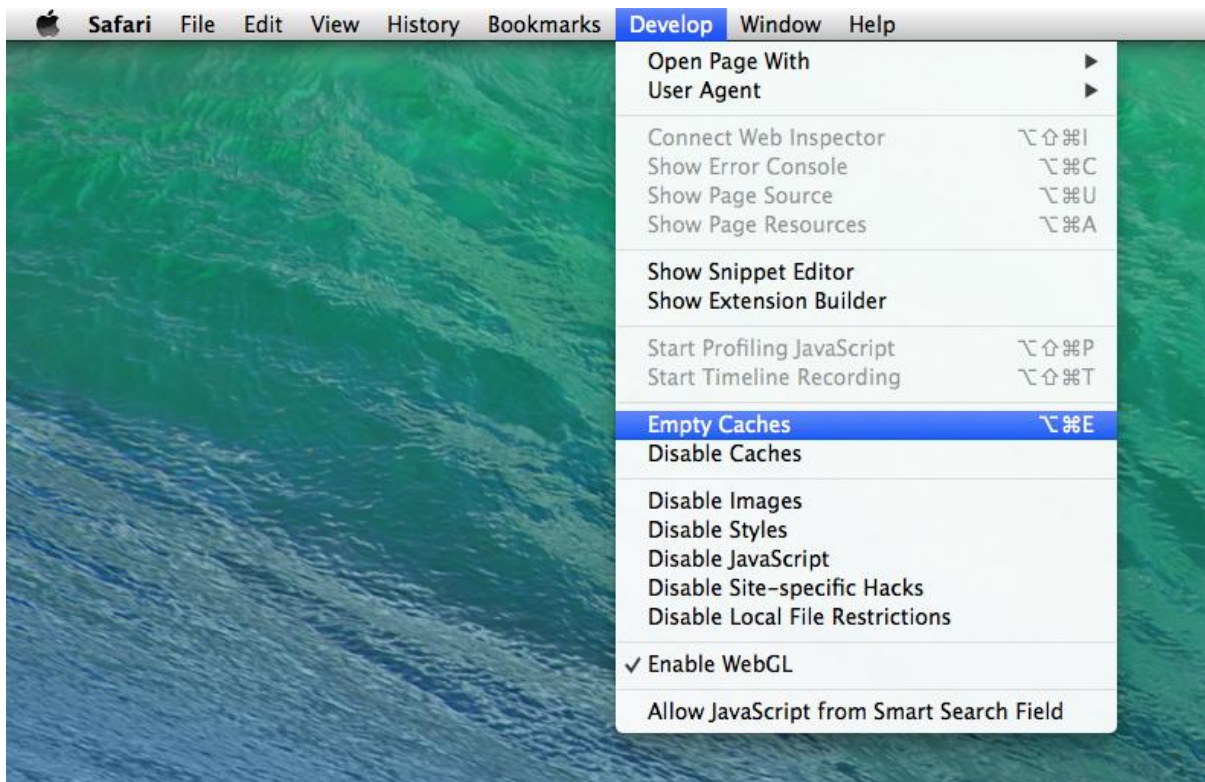 Safari File Edit View History Bookmarks Develop Window Help
Open Page With ▶
User Agent ▶
Connect Web Inspector ⌥⇧⌘I
Show Error Console ⌥⌘C
Show Page Source ⌥⌘U
Show Page Resources ⌥⌘A
Show Snippet Editor
Show Extension Builder
Start Profiling JavaScript ⌥⇧⌘P
Start Timeline Recording ⌥⇧⌘T
Empty Caches ⌥⌘E
Disable Caches
Disable Images
Disable Styles
Disable JavaScript
Disable Site-specific Hacks
Disable Local File Restrictions
✓ Enable WebGL
Allow JavaScript from Smart Search Field